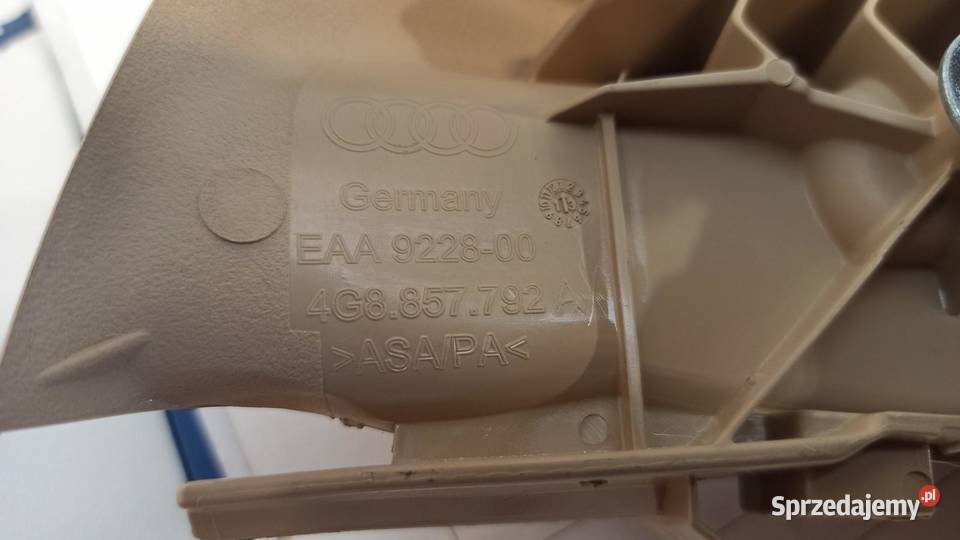 Germany
EAA 9228-00
4G8.857.792 A
>ASA/PA<
Sprzedajemy.pl